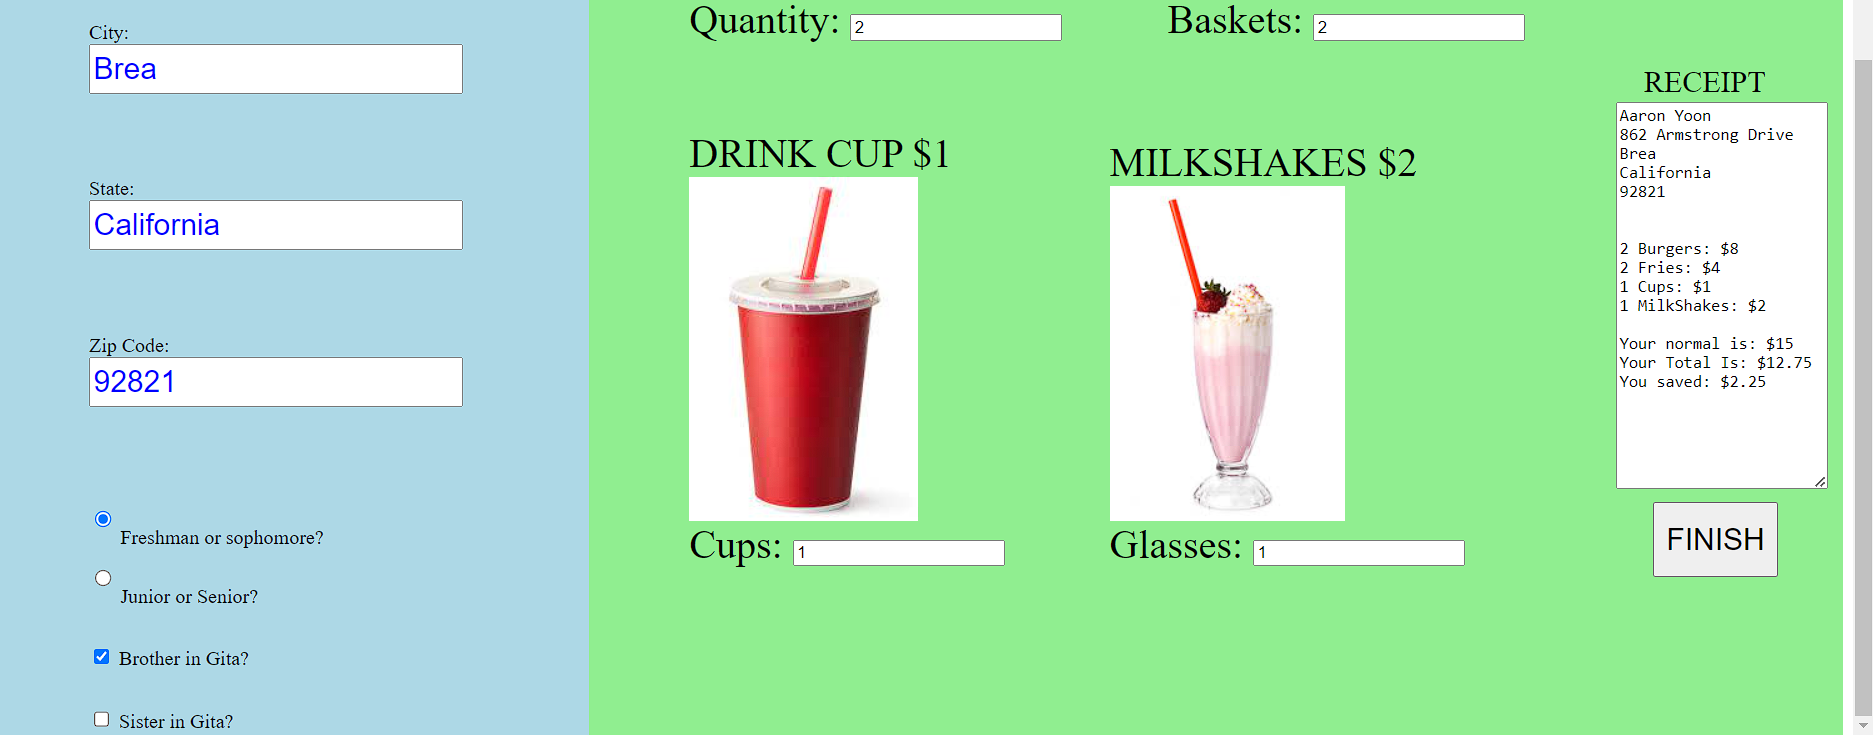 City:
Brea
State:
California
Zip Code:
92821
Freshman or sophomore?
Junior or Senior?
Brother in Gita?
Sister in Gita?
Quantity: 2
Baskets: 2
DRINK CUP $1
MILKSHAKES $2
Cups: 1
Glasses: 1
RECEIPT
Aaron Yoon
862 Armstrong Drive
Brea
California
92821
2 Burgers: $8
2 Fries: $4
1 Cups: $1
1 MilkShakes: $2
Your normal is: $15
Your Total Is: $12.75
You saved: $2.25
FINISH